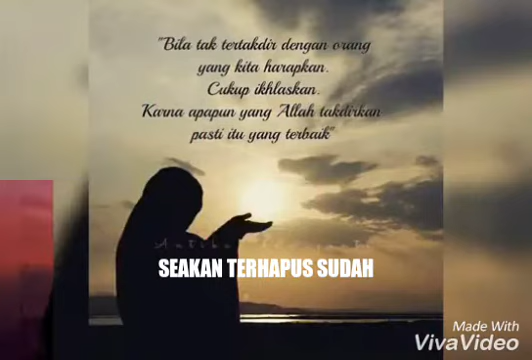 "Bila tak tertakdir dengan orang
yang kita harapkan.
Cukup ikhlaskan.
Karna apapun yang Allah takdirkan
pasti itu yang terbaik"
SEAKAN TERHAPUS SUDAH
Made With
VivaVideo